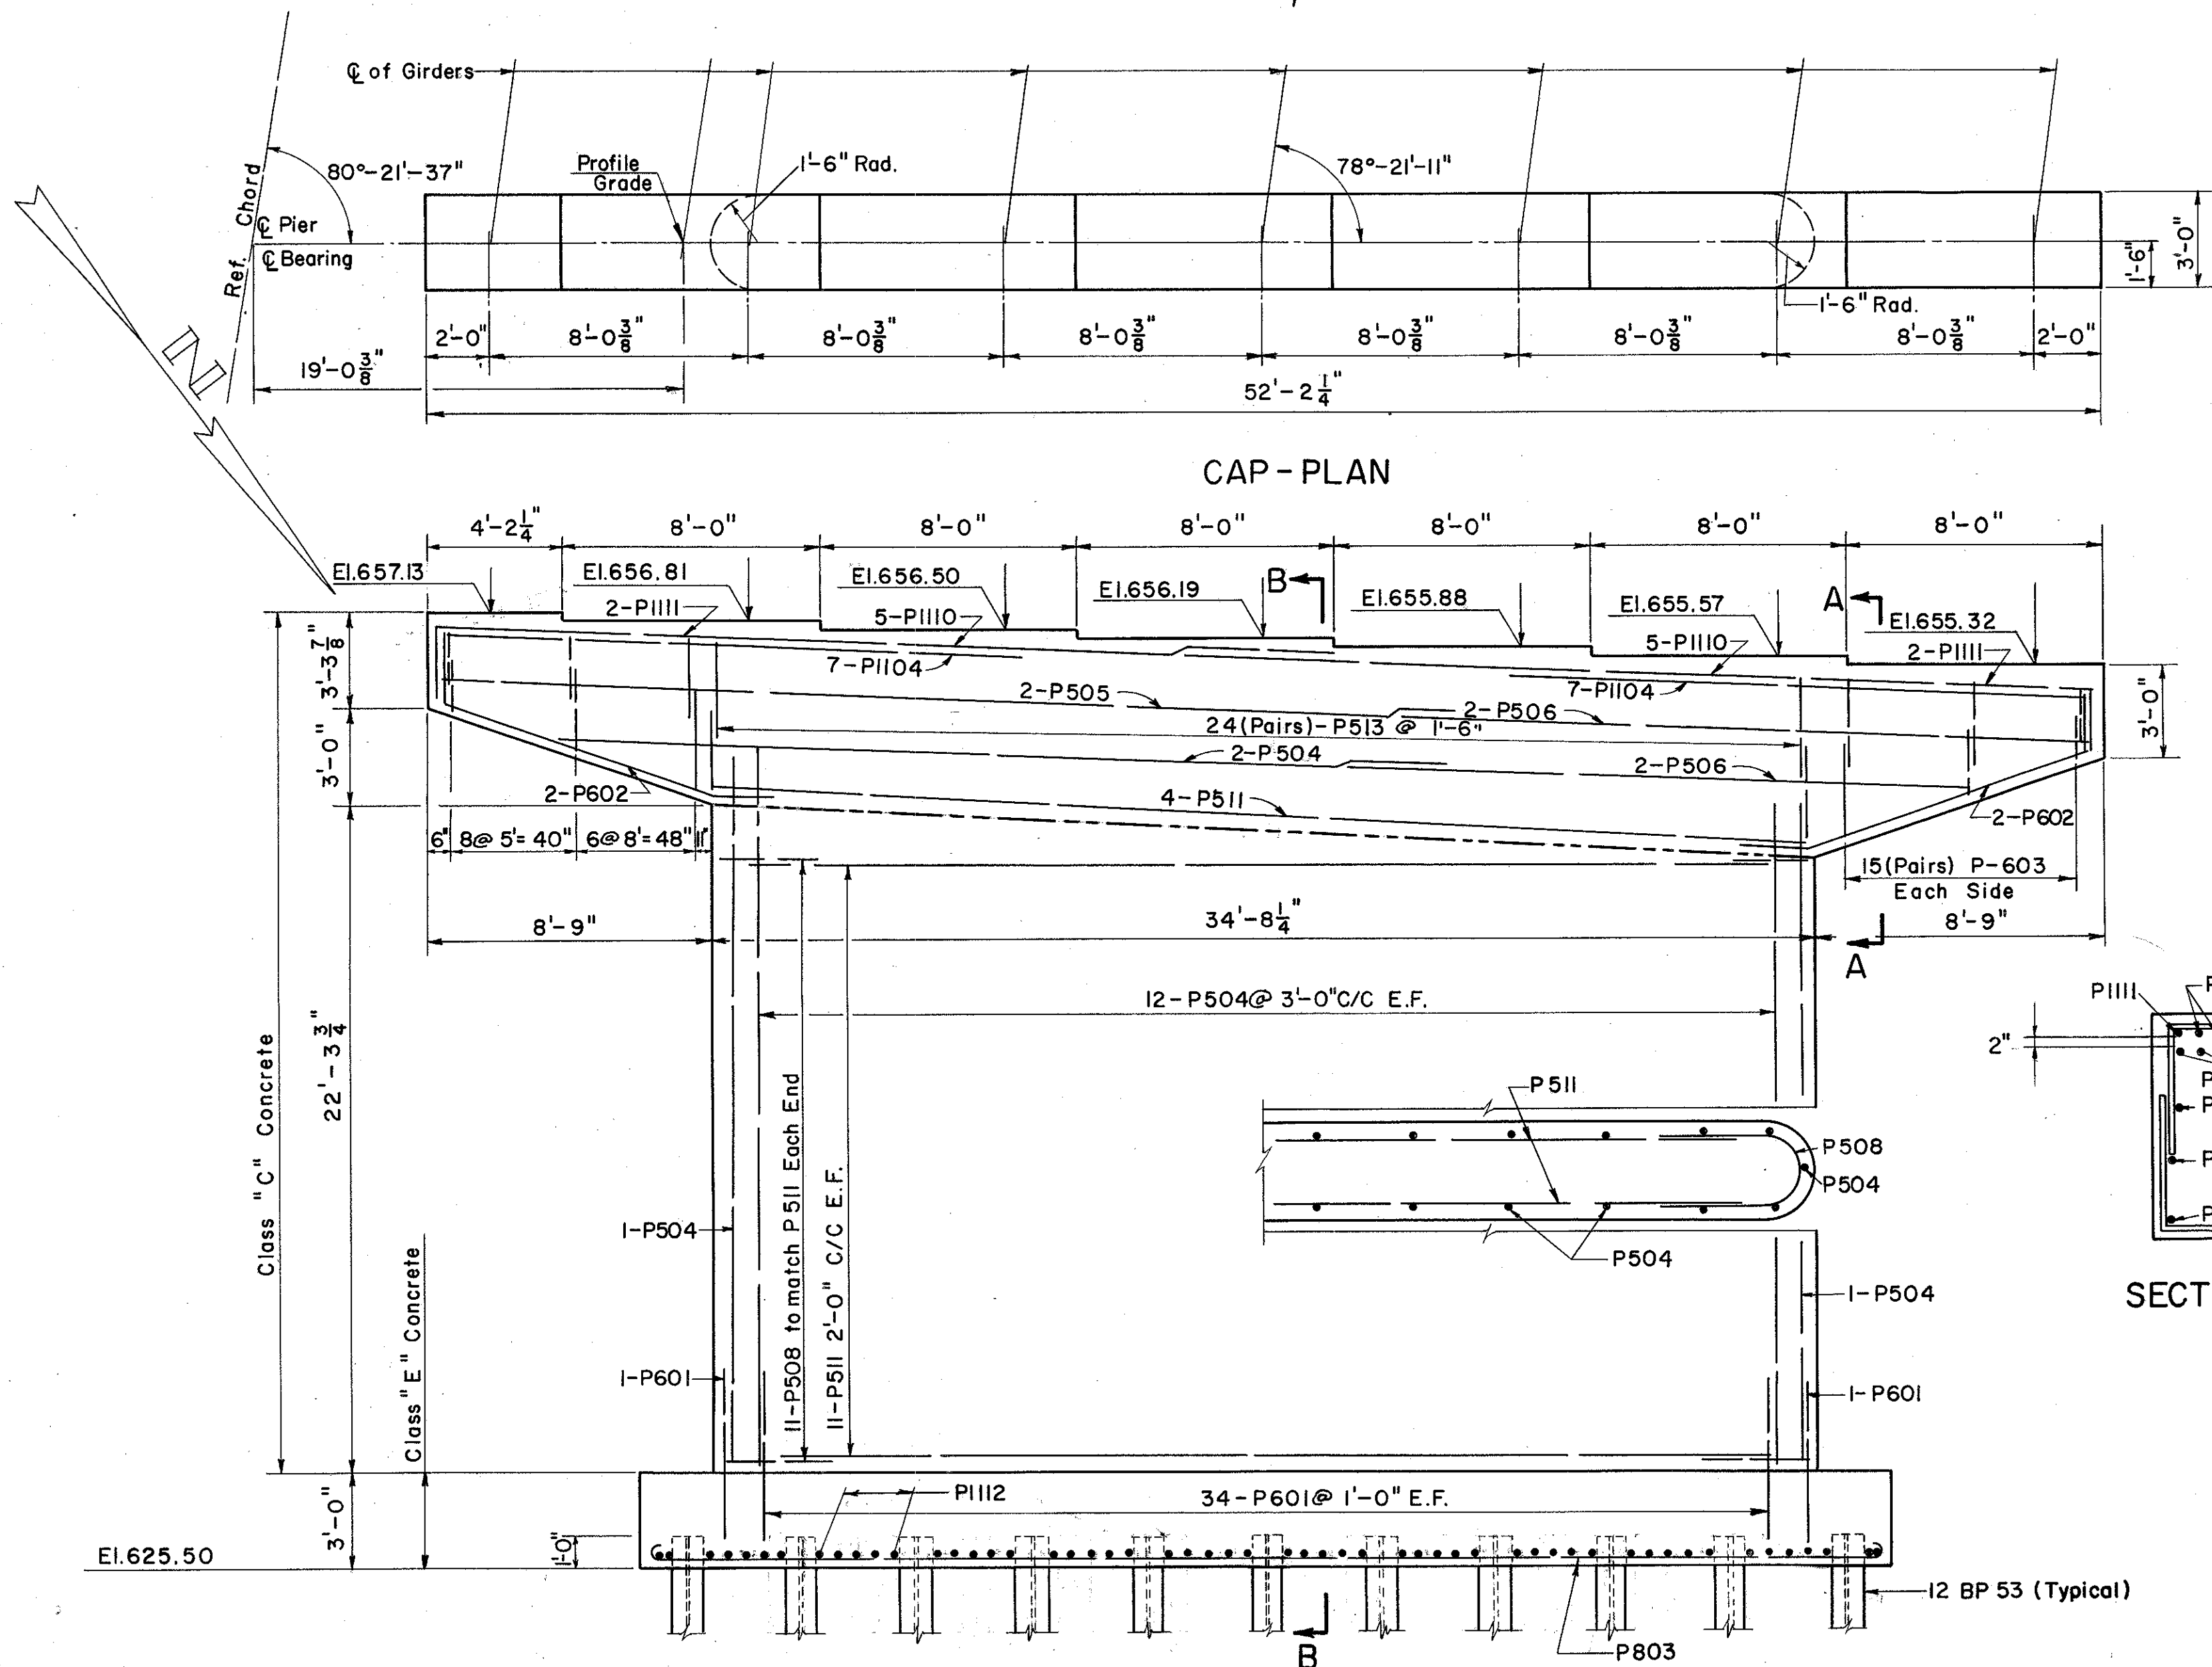 ℄ of Girders
80°-21'-37"
Profile
Grade
1'-6" Rad.
78°-21'-11"
Ref. Chord
℄ Pier
℄ Bearing
1'-6"
3'-0"
1'-6" Rad.
N
2'-0"
8'-0 3/8"
8'-0 3/8"
8'-0 3/8"
8'-0 3/8"
8'-0 3/8"
8'-0 3/8"
2'-0"
19'-0 3/8"
52'-2 1/4"
CAP-PLAN
4'-2 1/4"
8'-0"
8'-0"
8'-0"
8'-0"
8'-0"
8'-0"
El.657.13
El.656.81
El.656.50
El.656.19
B
El.655.88
El.655.57
A
El.655.32
2-P1111
5-P1110
7-P1104
5-P1110
2-P1111
7-P1104
3'-3 7/8"
2-P505
2-P506
24(Pairs)-P513 @ 1'-6"
3'-0"
3'-0"
2-P504
2-P506
2-P602
4-P511
2-P602
6"
8@ 5'= 40"
6@ 8'= 48"
11"
15(Pairs) P-603
Each Side
8'-9"
34'-8 1/4"
8'-9"
A
12-P504@ 3'-0"C/C E.F.
Class "C" Concrete
22'-3 3/4"
P1111
2"
P511
P508
P504
P504
11-P508 to match P511 Each End
11-P511 2'-0" C/C E.F.
1-P504
1-P504
SECT
Class "E" Concrete
1-P601
1-P601
3'-0"
P1112
34-P601@ 1'-0" E.F.
1'-0"
El.625.50
12 BP 53 (Typical)
B
P803